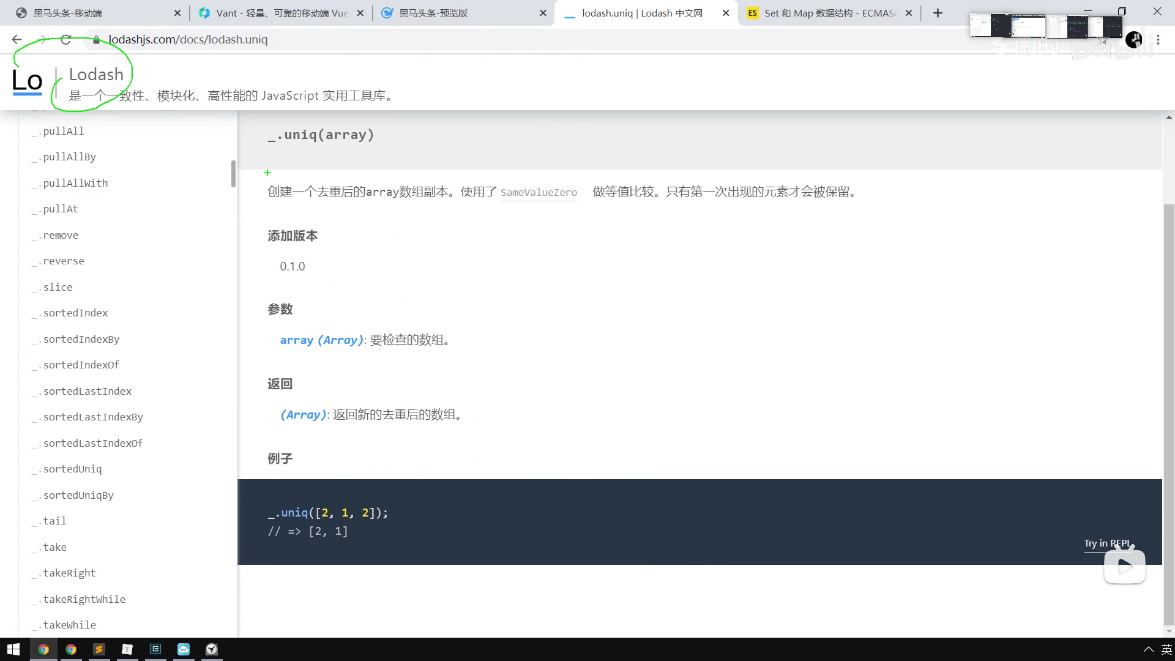 黑马头条-移动端
Vant - 轻量、可靠的移动端 Vue
黑马头条-预览版
lodash.uniq | Lodash 中文网
Set 和 Map 数据结构 - ECMAS
lodashjs.com/docs/lodash.uniq
Lo
Lodash
是一个一致性、模块化、高性能的 JavaScript 实用工具库。
_.pullAll
_.pullAllBy
_.pullAllWith
_.pullAt
_.remove
_.reverse
_.slice
_.sortedIndex
_.sortedIndexBy
_.sortedIndexOf
_.sortedLastIndex
_.sortedLastIndexBy
_.sortedLastIndexOf
_.sortedUniq
_.sortedUniqBy
_.tail
_.take
_.takeRight
_.takeRightWhile
_.takeWhile
_.uniq(array)
创建一个去重后的array数组副本。使用了 SameValueZero 做等值比较。只有第一次出现的元素才会被保留。
添加版本
0.1.0
参数
array (Array): 要检查的数组。
返回
(Array): 返回新的去重后的数组。
例子
_.uniq([2, 1, 2]);
// => [2, 1]
Try in REPL
英